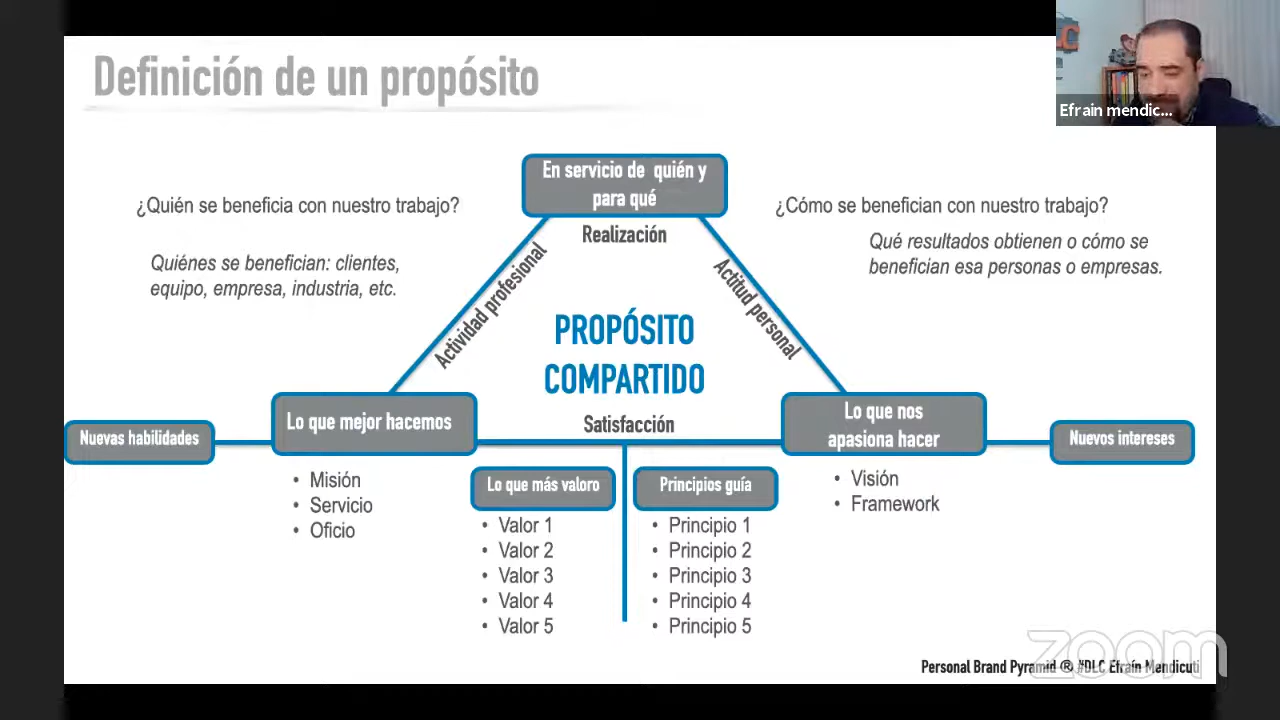 Definición de un propósito
Efrain mendic...
En servicio de quién y
para qué
¿Quién se beneficia con nuestro trabajo?
¿Cómo se benefician con nuestro trabajo?
Realización
Quiénes se benefician: clientes,
equipo, empresa, industria, etc.
Qué resultados obtienen o cómo se
benefician esa personas o empresas.
Actividad profesional
Actitud personal
PROPÓSITO
COMPARTIDO
Satisfacción
Nuevas habilidades
Lo que mejor hacemos
Lo que nos
apasiona hacer
Nuevos intereses
• Misión
• Servicio
• Oficio
Lo que más valoro
• Valor 1
• Valor 2
• Valor 3
• Valor 4
• Valor 5
Principios guía
• Principio 1
• Principio 2
• Principio 3
• Principio 4
• Principio 5
• Visión
• Framework
zoom
Personal Brand Pyramid ® #DLC Efraín Mendicuti